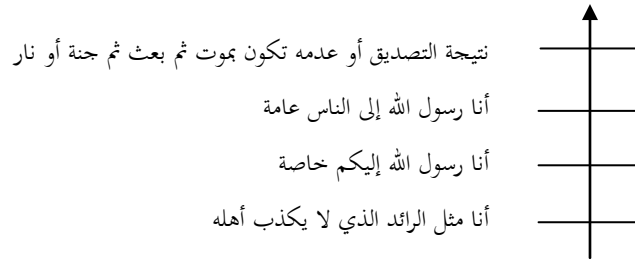 نتيجة التصديق أو عدمه تكون بموت ثم بعث ثم جنة أو نار
أنا رسول الله إلى الناس عامة
أنا رسول الله إليكم خاصة
أنا مثل الرائد الذي لا يكذب أهله